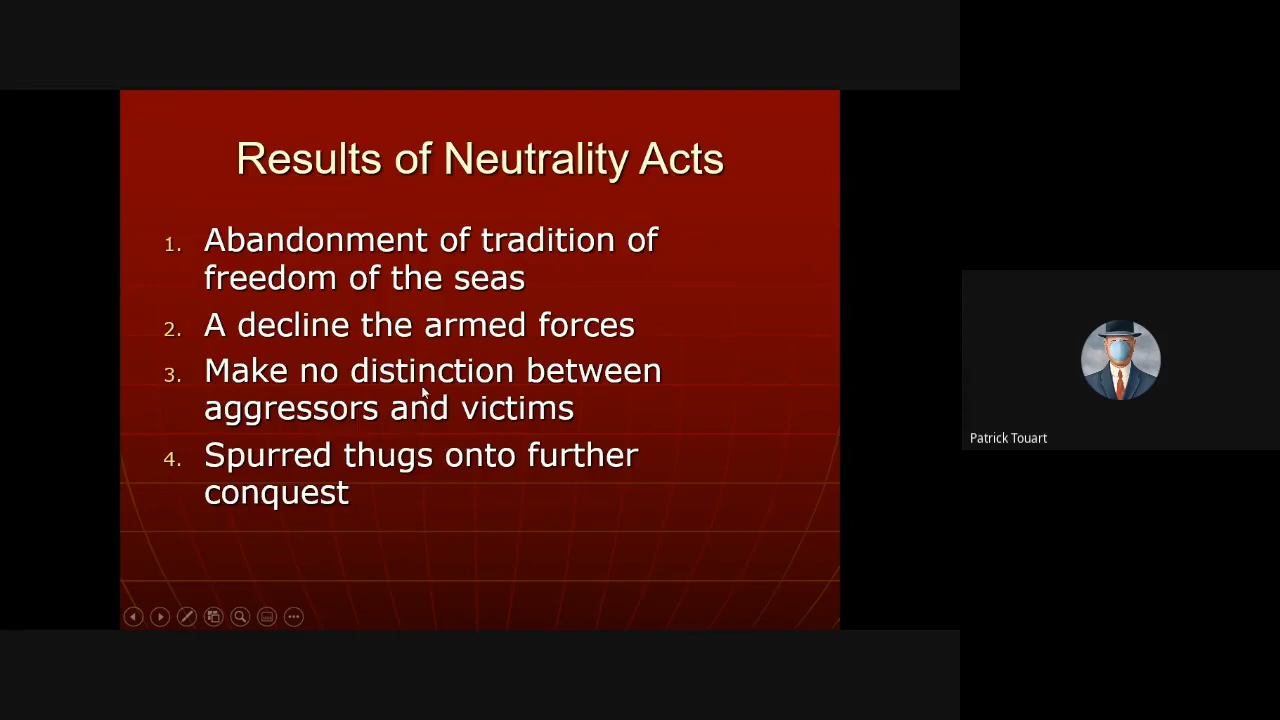 Results of Neutrality Acts
1. Abandonment of tradition of
freedom of the seas
2. A decline the armed forces
3. Make no distinction between
aggressors and victims
4. Spurred thugs onto further
conquest
Patrick Touart